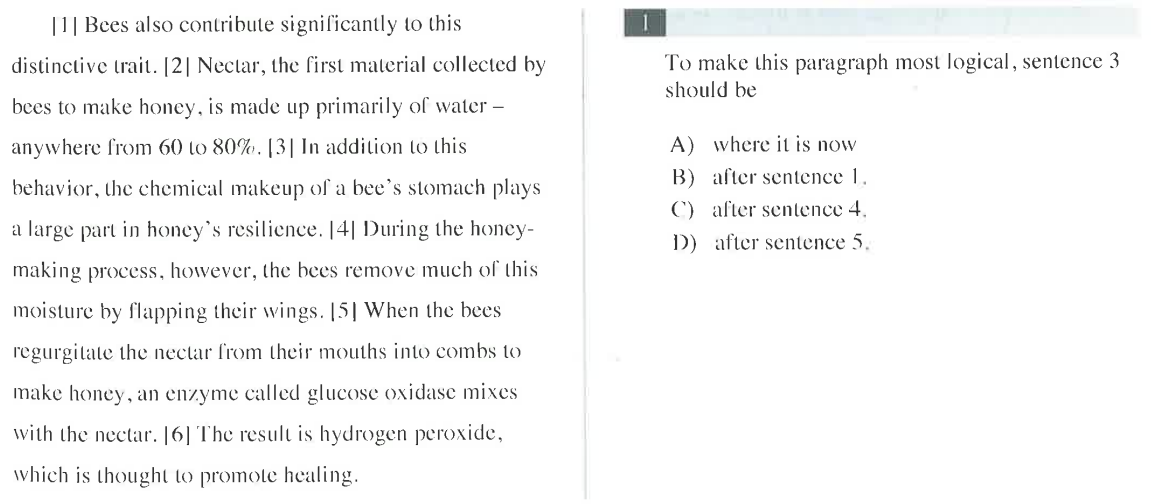 [1] Bees also contribute significantly to this
distinctive trait. [2] Nectar, the first material collected by
bees to make honey, is made up primarily of water –
anywhere from 60 to 80%. [3] In addition to this
behavior, the chemical makeup of a bee's stomach plays
a large part in honey's resilience. [4] During the honey-
making process, however, the bees remove much of this
moisture by flapping their wings. [5] When the bees
regurgitate the nectar from their mouths into combs to
make honey, an enzyme called glucose oxidase mixes
with the nectar. [6] The result is hydrogen peroxide,
which is thought to promote healing.
1
To make this paragraph most logical, sentence 3
should be
A) where it is now
B) after sentence 1.
C) after sentence 4.
D) after sentence 5.